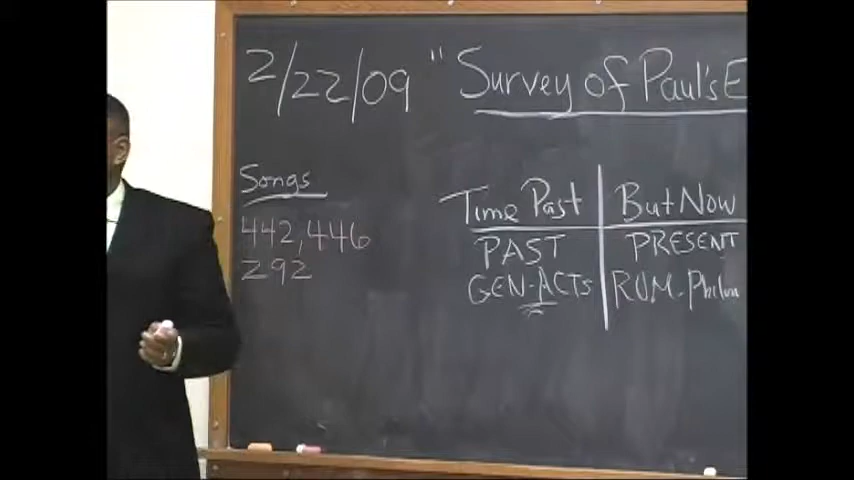 2/22/09 "Survey of Paul's E
Songs
442, 446
292
Time Past But Now
PAST PRESENT
GEN-ACTS ROM-Philem